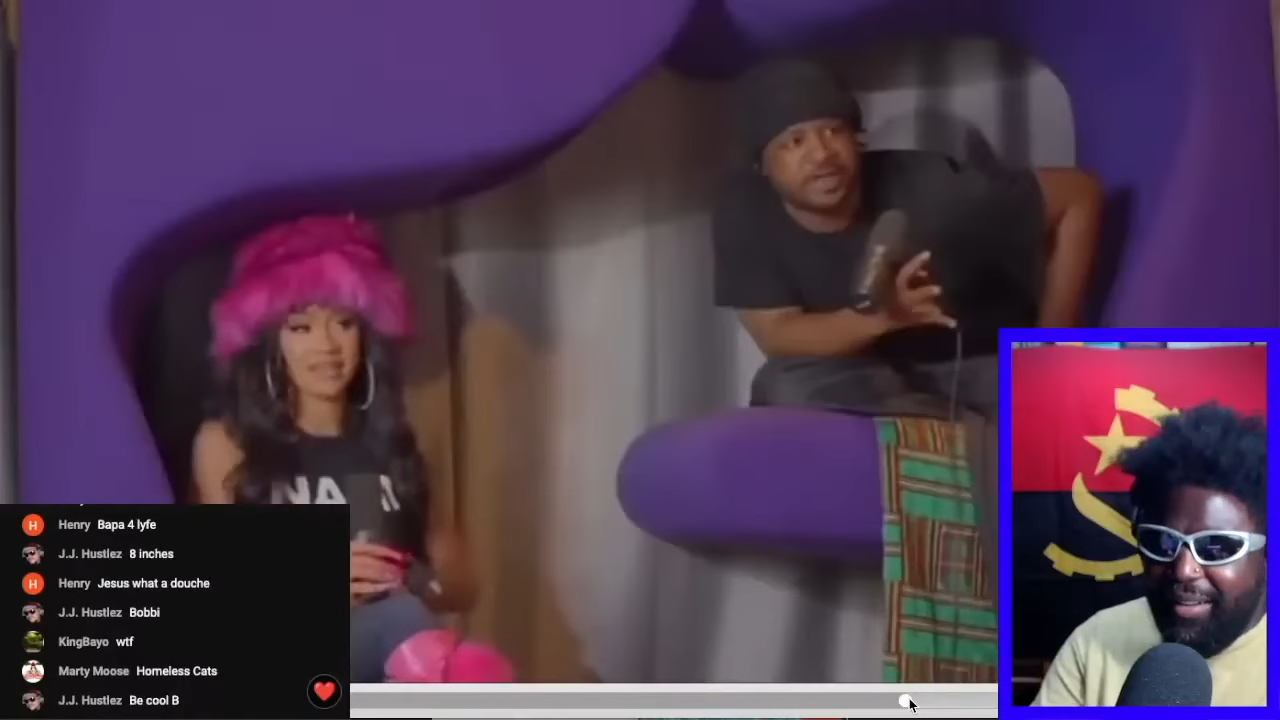 Henry Bapa 4 lyfe
J.J. Hustlez 8 inches
Henry Jesus what a douche
J.J. Hustlez Bobbi
KingBayo wtf
Marty Moose Homeless Cats
J.J. Hustlez Be cool B
H
H